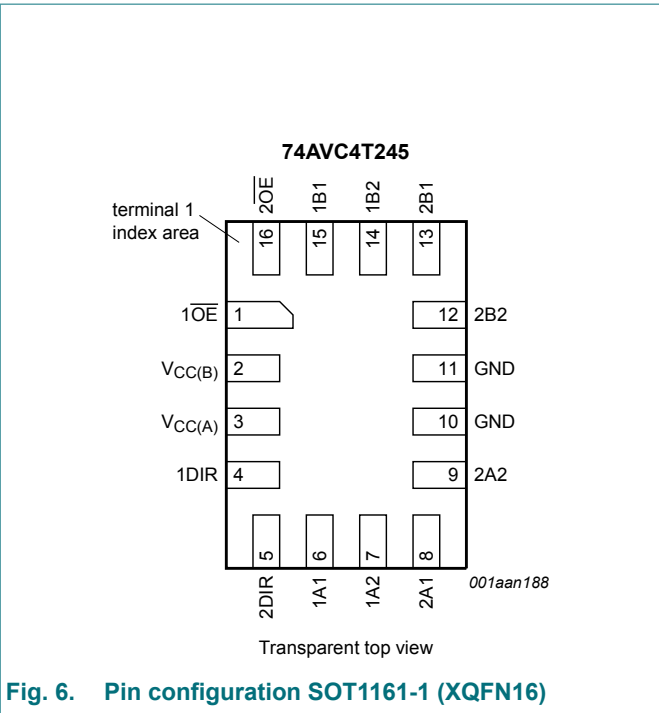 74AVC4T245
terminal 1
index area
2O̅E̅
1B1
1B2
2B1
16
15
14
13
1O̅E̅
1
12
2B2
VCC(B)
2
11
GND
VCC(A)
3
10
GND
1DIR
4
9
2A2
5
6
7
8
2DIR
1A1
1A2
2A1
001aan188
Transparent top view
Fig. 6. Pin configuration SOT1161-1 (XQFN16)